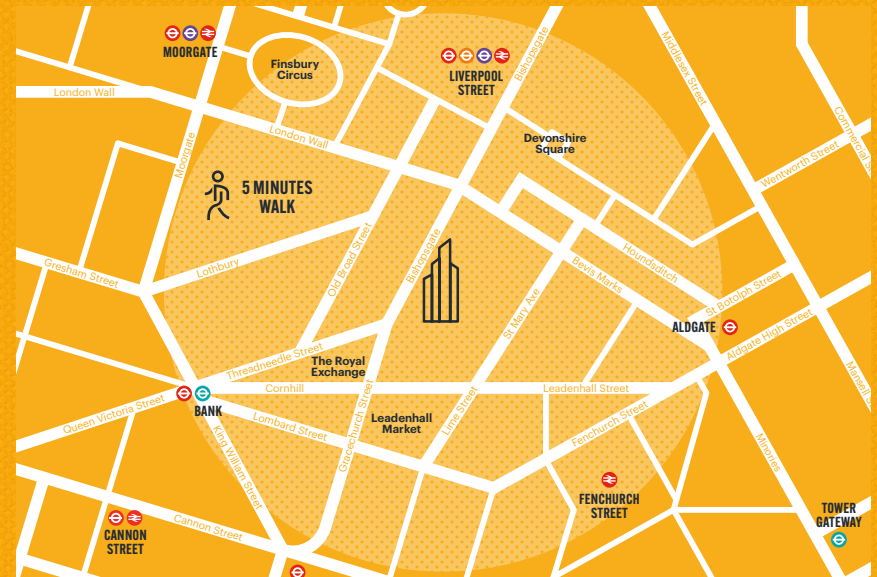 MOORGATE
Finsbury
Circus
LIVERPOOL
STREET
Bishopsgate
Middlesex Street
London Wall
London Wall
Devonshire
Square
Commercial
Wentworth Street
Moorgate
5 MINUTES
WALK
Gresham Street
Lothbury
Old Broad Street
Bishopsgate
Houndsditch
Bevis Marks
St Botolph Street
St Mary Axe
ALDGATE
Aldgate High Street
Threadneedle Street
The Royal
Exchange
Cornhill
Leadenhall Street
Mansell
BANK
Queen Victoria Street
Lombard Street
Gracechurch Street
Leadenhall
Market
Lime Street
Fenchurch Street
King William Street
Minories
FENCHURCH
STREET
CANNON
STREET
Cannon Street
TOWER
GATEWAY